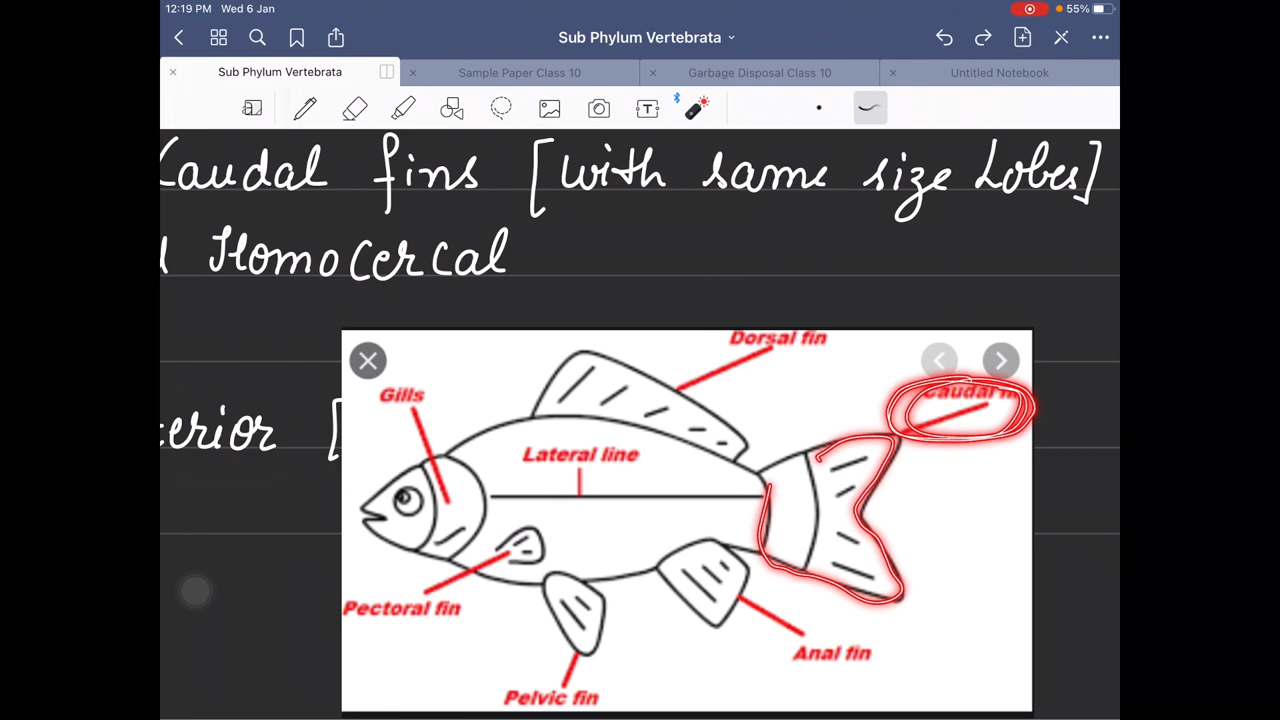 12:19 PM Wed 6 Jan
55%
Sub Phylum Vertebrata
Sub Phylum Vertebrata
Sample Paper Class 10
Garbage Disposal Class 10
Untitled Notebook
Caudal fins [with same size Lobes]
Homocercal
Dorsal fin
Gills
Caudal
Lateral line
erior [
Pectoral fin
Anal fin
Pelvic fin